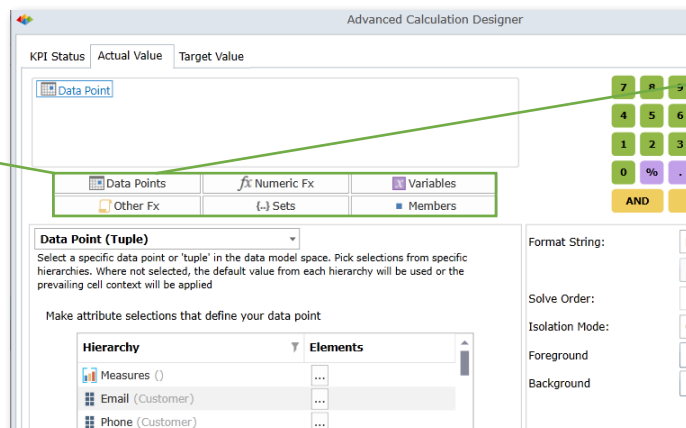 Advanced Calculation Designer
KPI Status Actual Value Target Value
Data Point
7 8 9
4 5 6
1 2 3
0 % .
AND
Data Points fx Numeric Fx x Variables
Other Fx {..} Sets Members
Data Point (Tuple)
Select a specific data point or 'tuple' in the data model space. Pick selections from specific
hierarchies. Where not selected, the default value from each hierarchy will be used or the
prevailing cell context will be applied
Make attribute selections that define your data point
Hierarchy Elements
Measures () ...
Email (Customer) ...
Phone (Customer) ...
Format String:
Solve Order:
Isolation Mode:
Foreground
Background